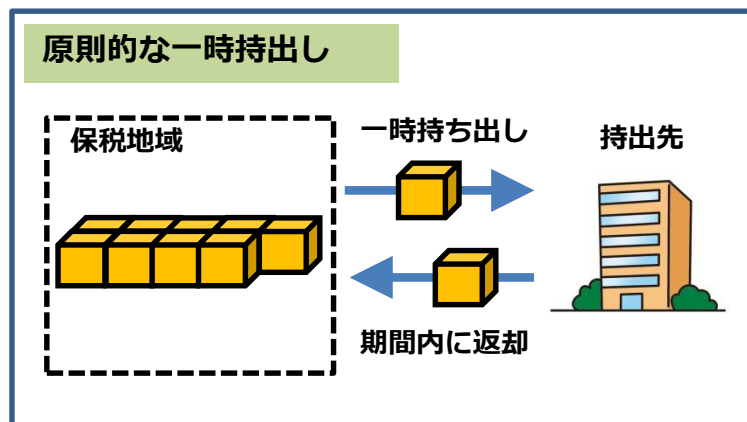 原則的な一時持出し
保税地域
一時持ち出し
持出先
期間内に返却